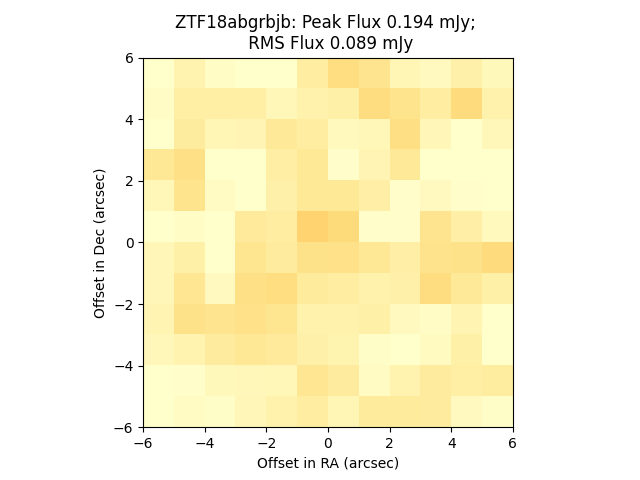 ZTF18abgrbjb: Peak Flux 0.194 mJy;
RMS Flux 0.089 mJy
6
4
2
0
−2
−4
−6
Offset in Dec (arcsec)
−6 −4 −2 0 2 4 6
Offset in RA (arcsec)